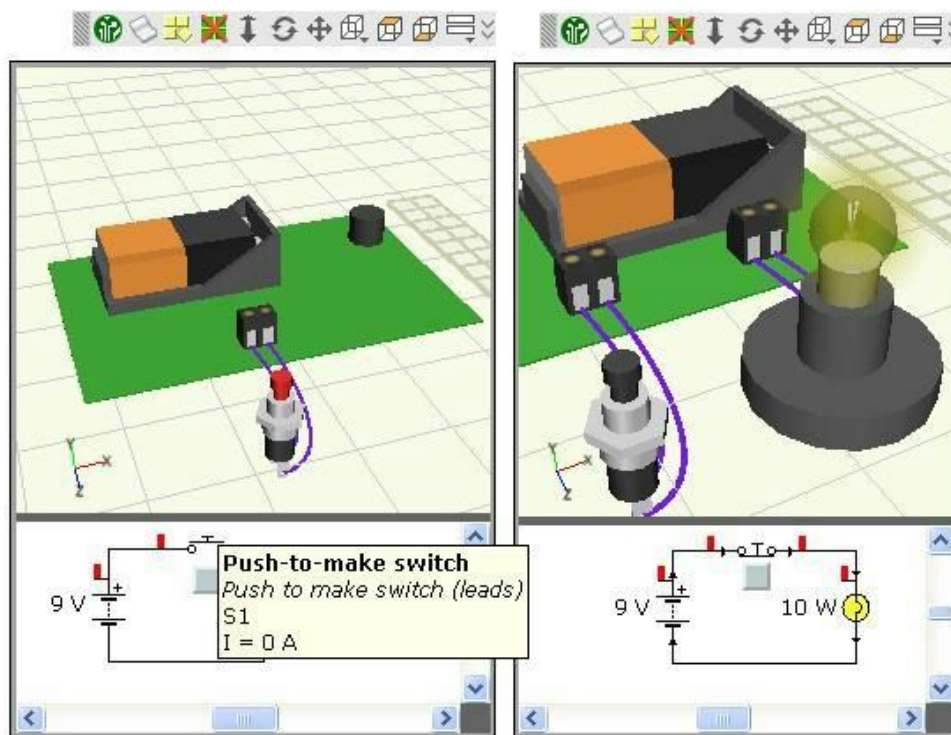 9 V
Push-to-make switch
Push to make switch (leads)
S1
I = 0 A
9 V
10 W